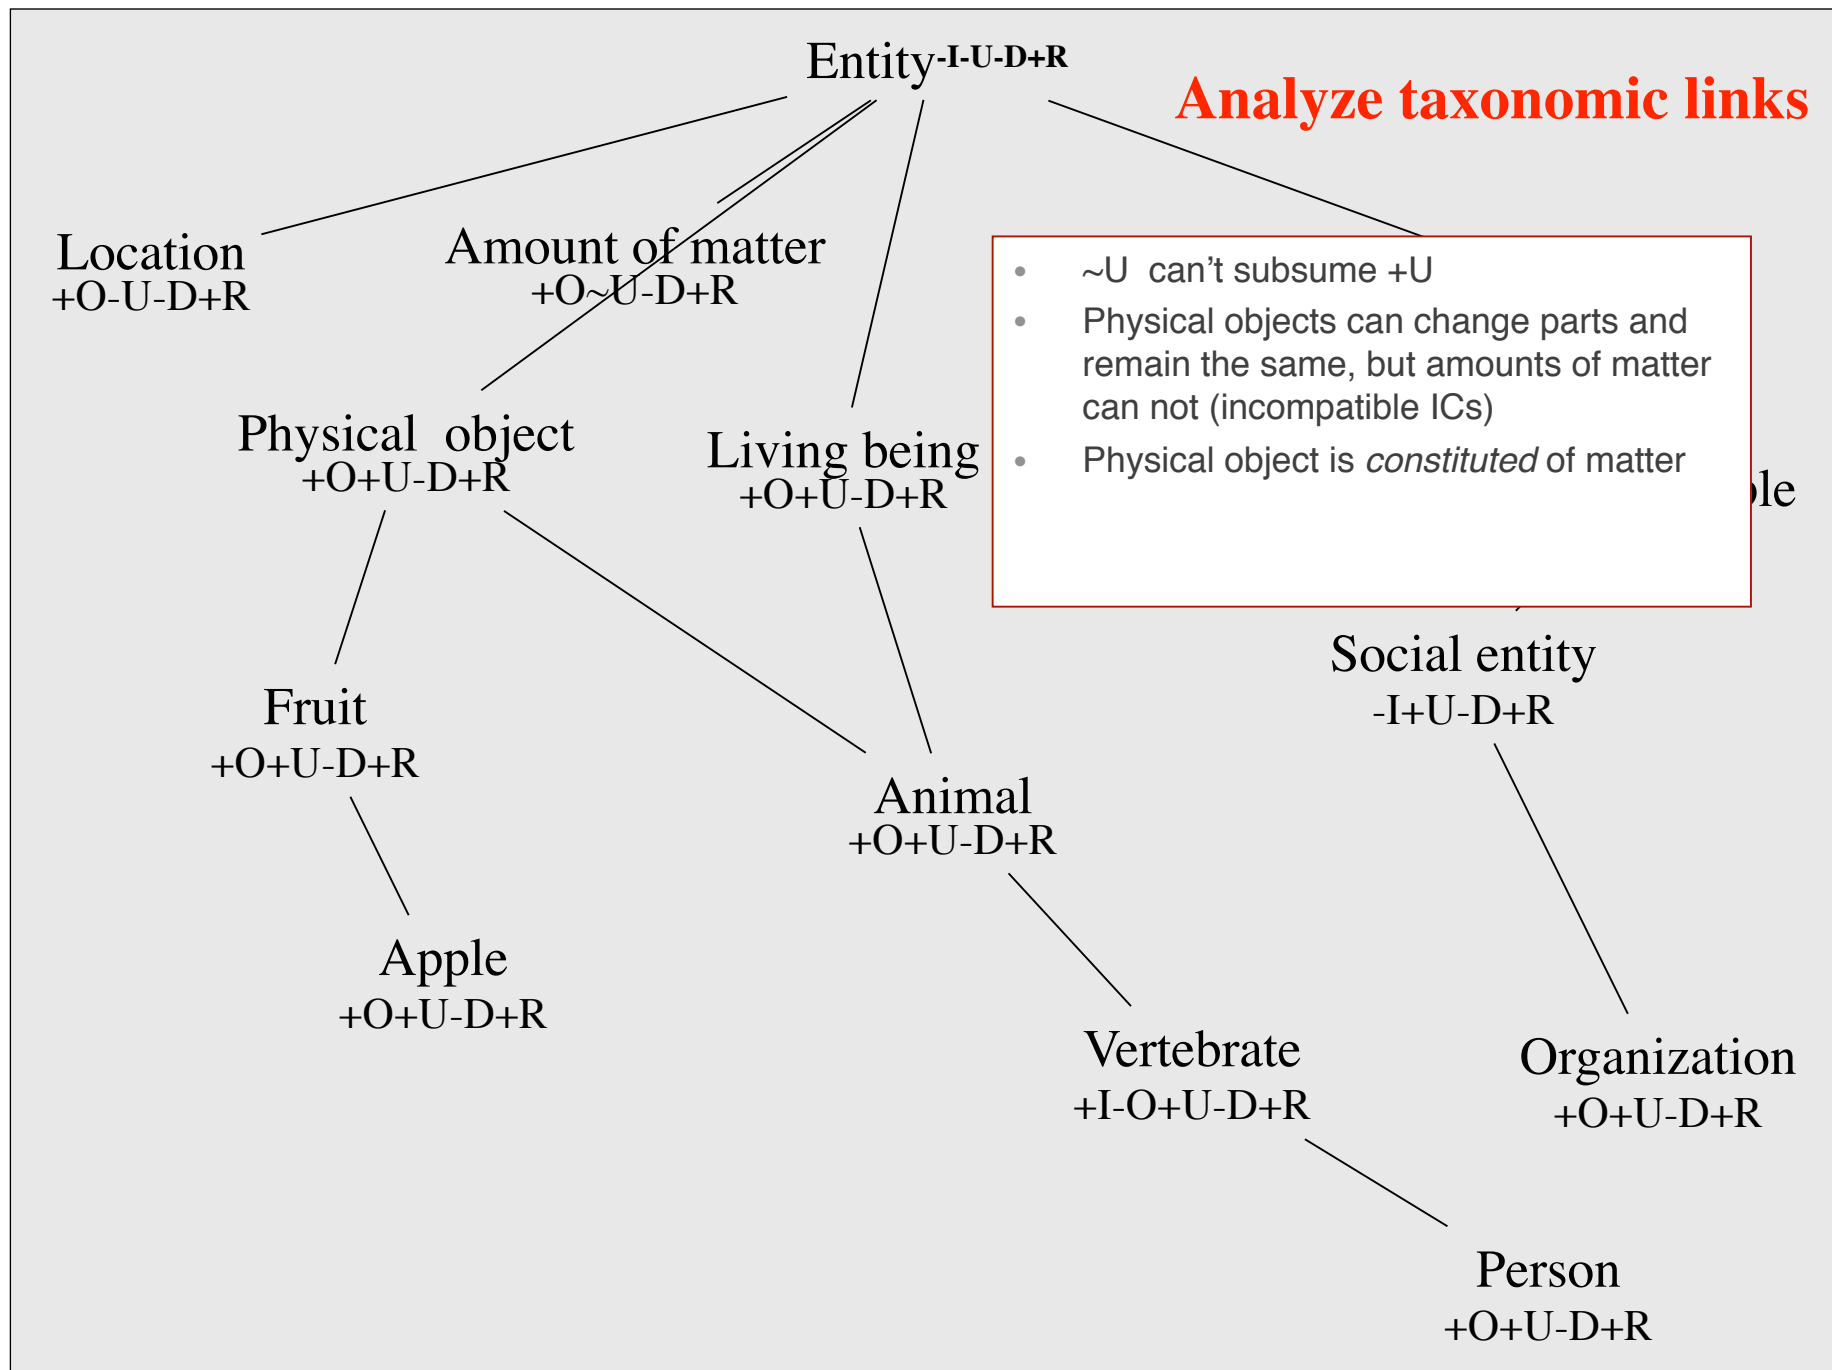 Entity-I-U-D+R
Analyze taxonomic links
Location
+O-U-D+R
Amount of matter
+O~U-D+R
• ~U can't subsume +U
• Physical objects can change parts and
remain the same, but amounts of matter
can not (incompatible ICs)
• Physical object is constituted of matter
Physical object
+O+U-D+R
Living being
+O+U-D+R
Social entity
-I+U-D+R
Fruit
+O+U-D+R
Animal
+O+U-D+R
Apple
+O+U-D+R
Vertebrate
+I-O+U-D+R
Organization
+O+U-D+R
Person
+O+U-D+R